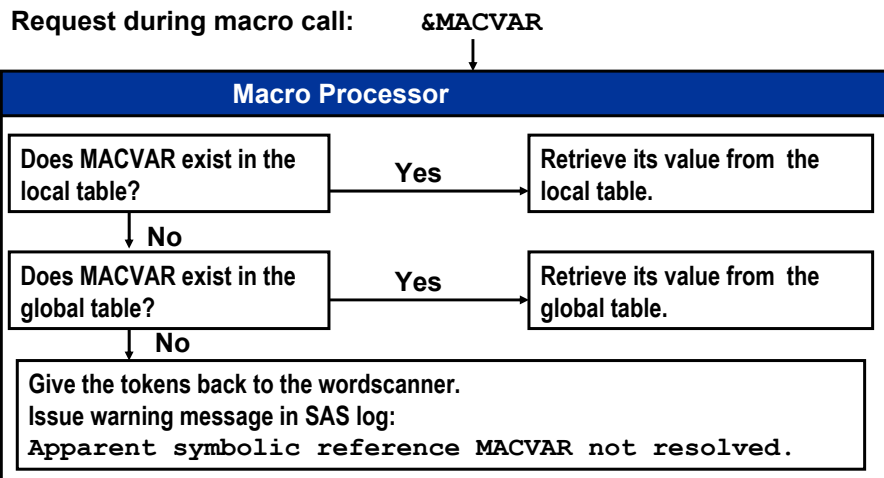 Request during macro call: &MACVAR
Macro Processor
Does MACVAR exist in the
local table?
Yes
Retrieve its value from the
local table.
No
Does MACVAR exist in the
global table?
Yes
Retrieve its value from the
global table.
No
Give the tokens back to the wordscanner.
Issue warning message in SAS log:
Apparent symbolic reference MACVAR not resolved.